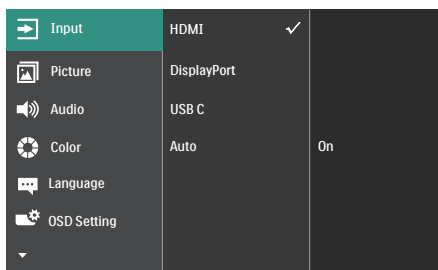 Input
HDMI
Picture
DisplayPort
Audio
USB C
Color
Auto
On
Language
OSD Setting